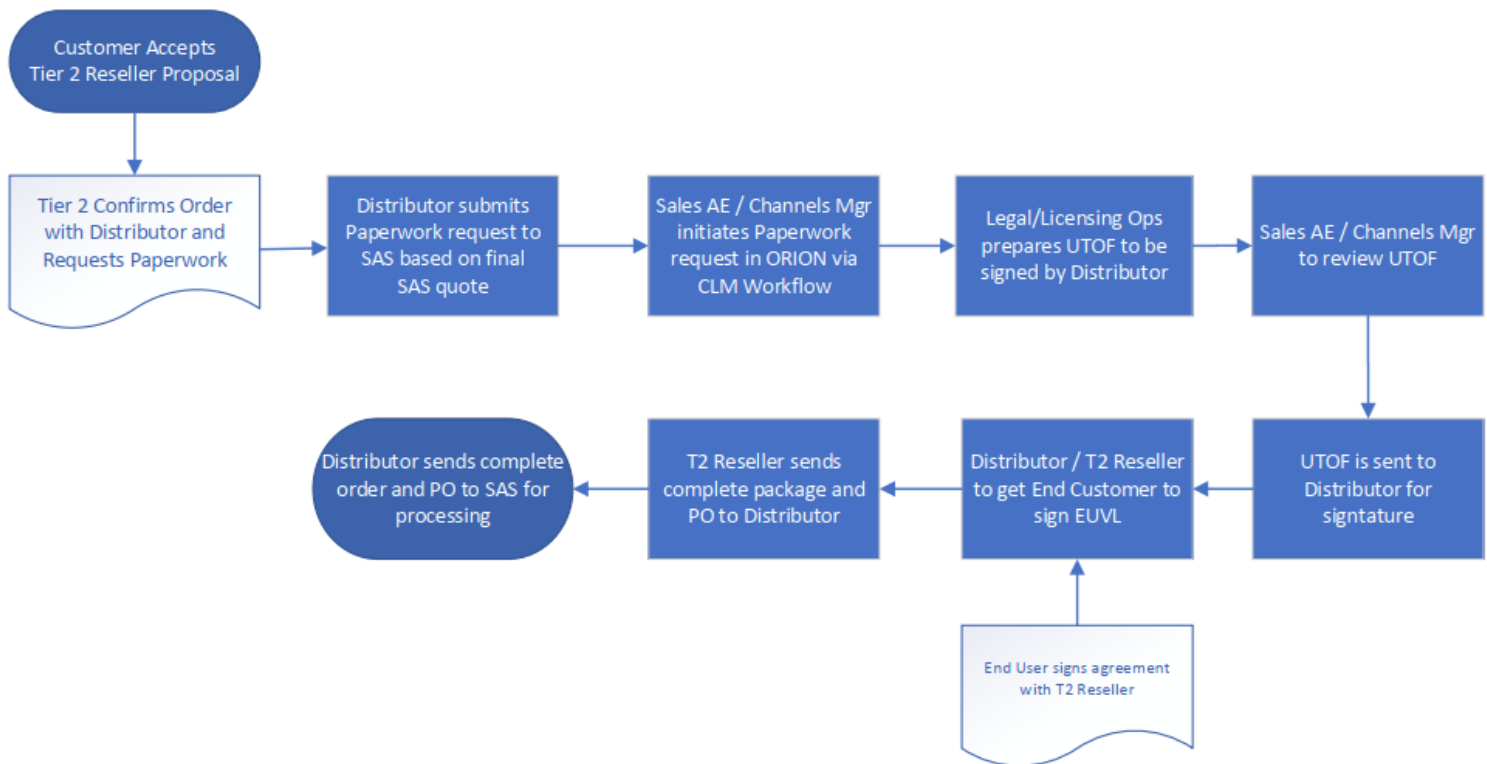 Customer Accepts
Tier 2 Reseller Proposal
Tier 2 Confirms Order
with Distributor and
Requests Paperwork
Distributor submits
Paperwork request to
SAS based on final
SAS quote
Sales AE / Channels Mgr
initiates Paperwork
request in ORION via
CLM Workflow
Legal/Licensing Ops
prepares UTOF to be
signed by Distributor
Sales AE / Channels Mgr
to review UTOF
UTOF is sent to
Distributor for
signtature
Distributor / T2 Reseller
to get End Customer to
sign EUVL
T2 Reseller sends
complete package and
PO to Distributor
Distributor sends complete
order and PO to SAS for
processing
End User signs agreement
with T2 Reseller